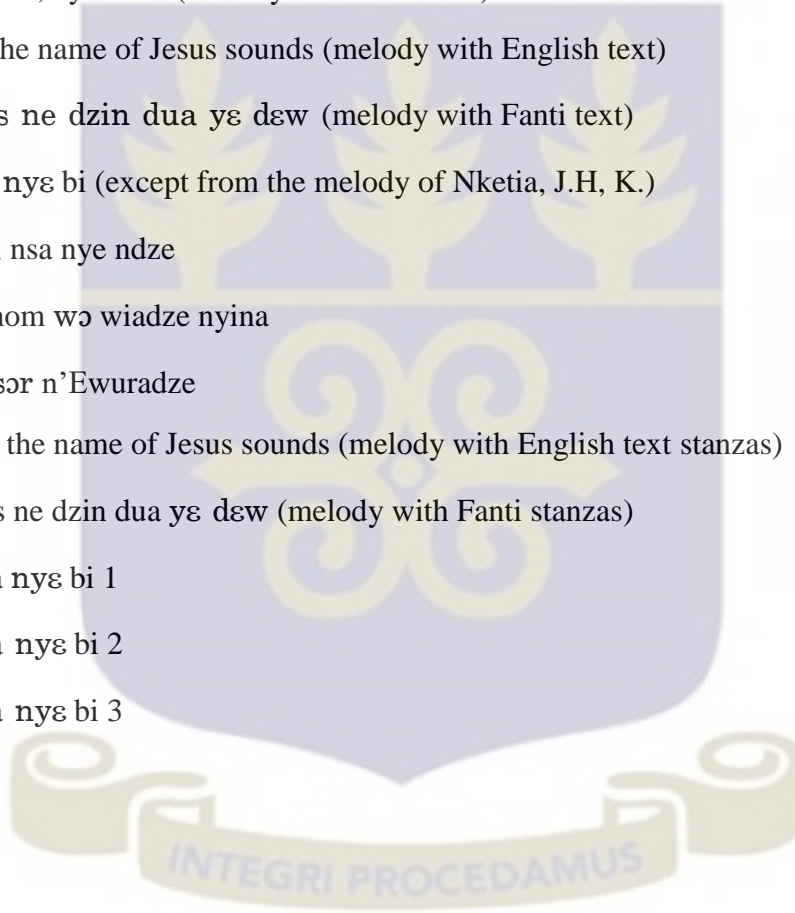 he name of Jesus sounds (melody with English text)
s ne dzin dua yɛ dɛw (melody with Fanti text)
nyɛ bi (except from the melody of Nketia, J.H, K.)
nsa nye ndze
nom wɔ wiadze nyina
sɔr n’Ewuradze
the name of Jesus sounds (melody with English text stanzas)
s ne dzin dua yɛ dɛw (melody with Fanti stanzas)
a nyɛ bi 1
a nyɛ bi 2
a nyɛ bi 3
INTEGRI PROCEDAMUS